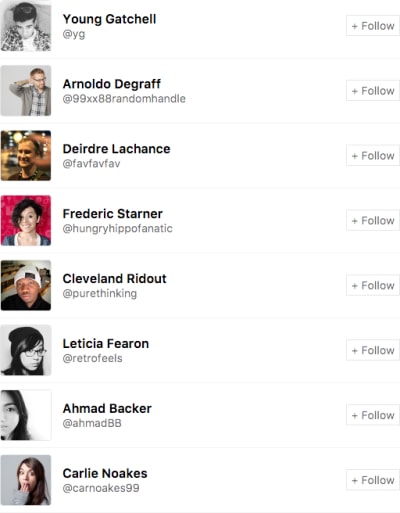 Young Gatchell
@yg
+ Follow
Arnoldo Degraff
@99xx88randomhandle
+ Follow
Deirdre Lachance
@favfavfav
+ Follow
Frederic Starner
@hungryhippofanatic
+ Follow
Cleveland Ridout
@purethinking
+ Follow
Leticia Fearon
@retrofeels
+ Follow
Ahmad Backer
@ahmadBB
+ Follow
Carlie Noakes
@carnoakes99
+ Follow